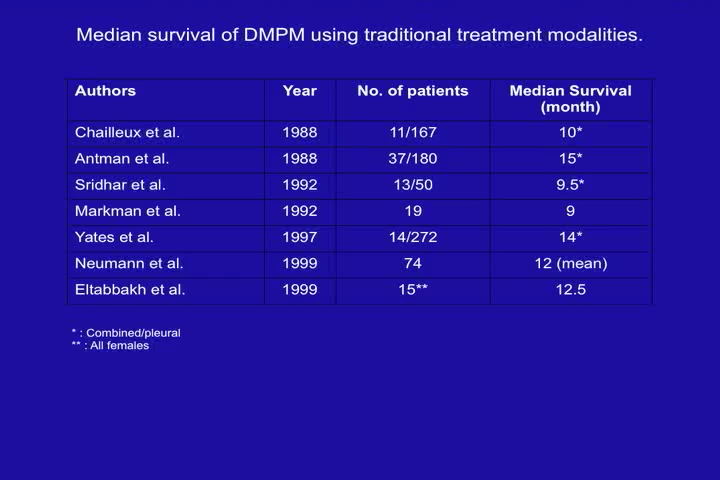 Median survival of DMPM using traditional treatment modalities.
Authors Year No. of patients Median Survival (month)
Chailleux et al. 1988 11/167 10*
Antman et al. 1988 37/180 15*
Sridhar et al. 1992 13/50 9.5*
Markman et al. 1992 19 9
Yates et al. 1997 14/272 14*
Neumann et al. 1999 74 12 (mean)
Eltabbakh et al. 1999 15** 12.5
* : Combined/pleural
** : All females